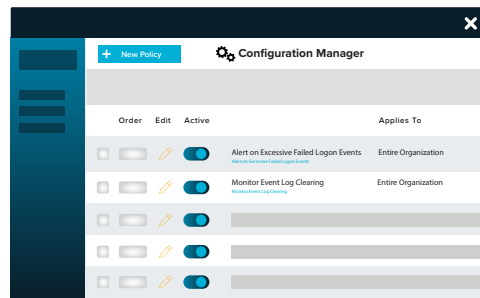 + New Policy
Configuration Manager
Order Edit Active Applies To
Alert on Excessive Failed Logon Events Entire Organization
Alert on Excessive Failed Logon Events
Monitor Event Log Clearing Entire Organization
Monitor Event Log Clearing